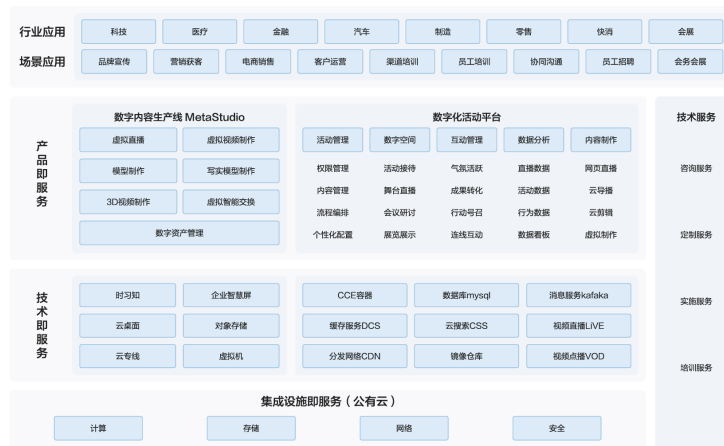 行业应用 科技 医疗 金融 汽车 制造 零售 快消 会展
场景应用 品牌宣传 营销获客 电商销售 客户运营 渠道培训 员工培训 协同沟通 员工招聘 会务会展
产品即服务
数字内容生产线 MetaStudio
虚拟直播 虚拟视频制作
模型制作 写实模型制作
3D视频制作 虚拟智能交换
数字资产管理
数字化活动平台
活动管理 数字空间 互动管理 数据分析 内容制作
权限管理 活动接待 气氛活跃 直播数据 网页直播
内容管理 舞台直播 成果转化 活动数据 云导播
流程编排 会议研讨 行动号召 行为数据 云剪辑
个性化配置 展览展示 连线互动 数据看板 虚拟制作
技术即服务
时习知 企业智慧屏
云桌面 对象存储
云专线 虚拟机
CCE容器 数据库mysql 消息服务kafaka
缓存服务DCS 云搜索CSS 视频直播LiVE
分发网络CDN 镜像仓库 视频点播VOD
集成设施即服务（公有云）
计算 存储 网络 安全
技术服务
咨询服务
定制服务
实施服务
培训服务